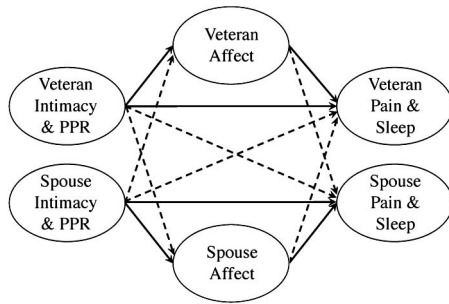 Veteran
Affect
Veteran
Intimacy
& PPR
Veteran
Pain &
Sleep
Spouse
Intimacy
& PPR
Spouse
Pain &
Sleep
Spouse
Affect